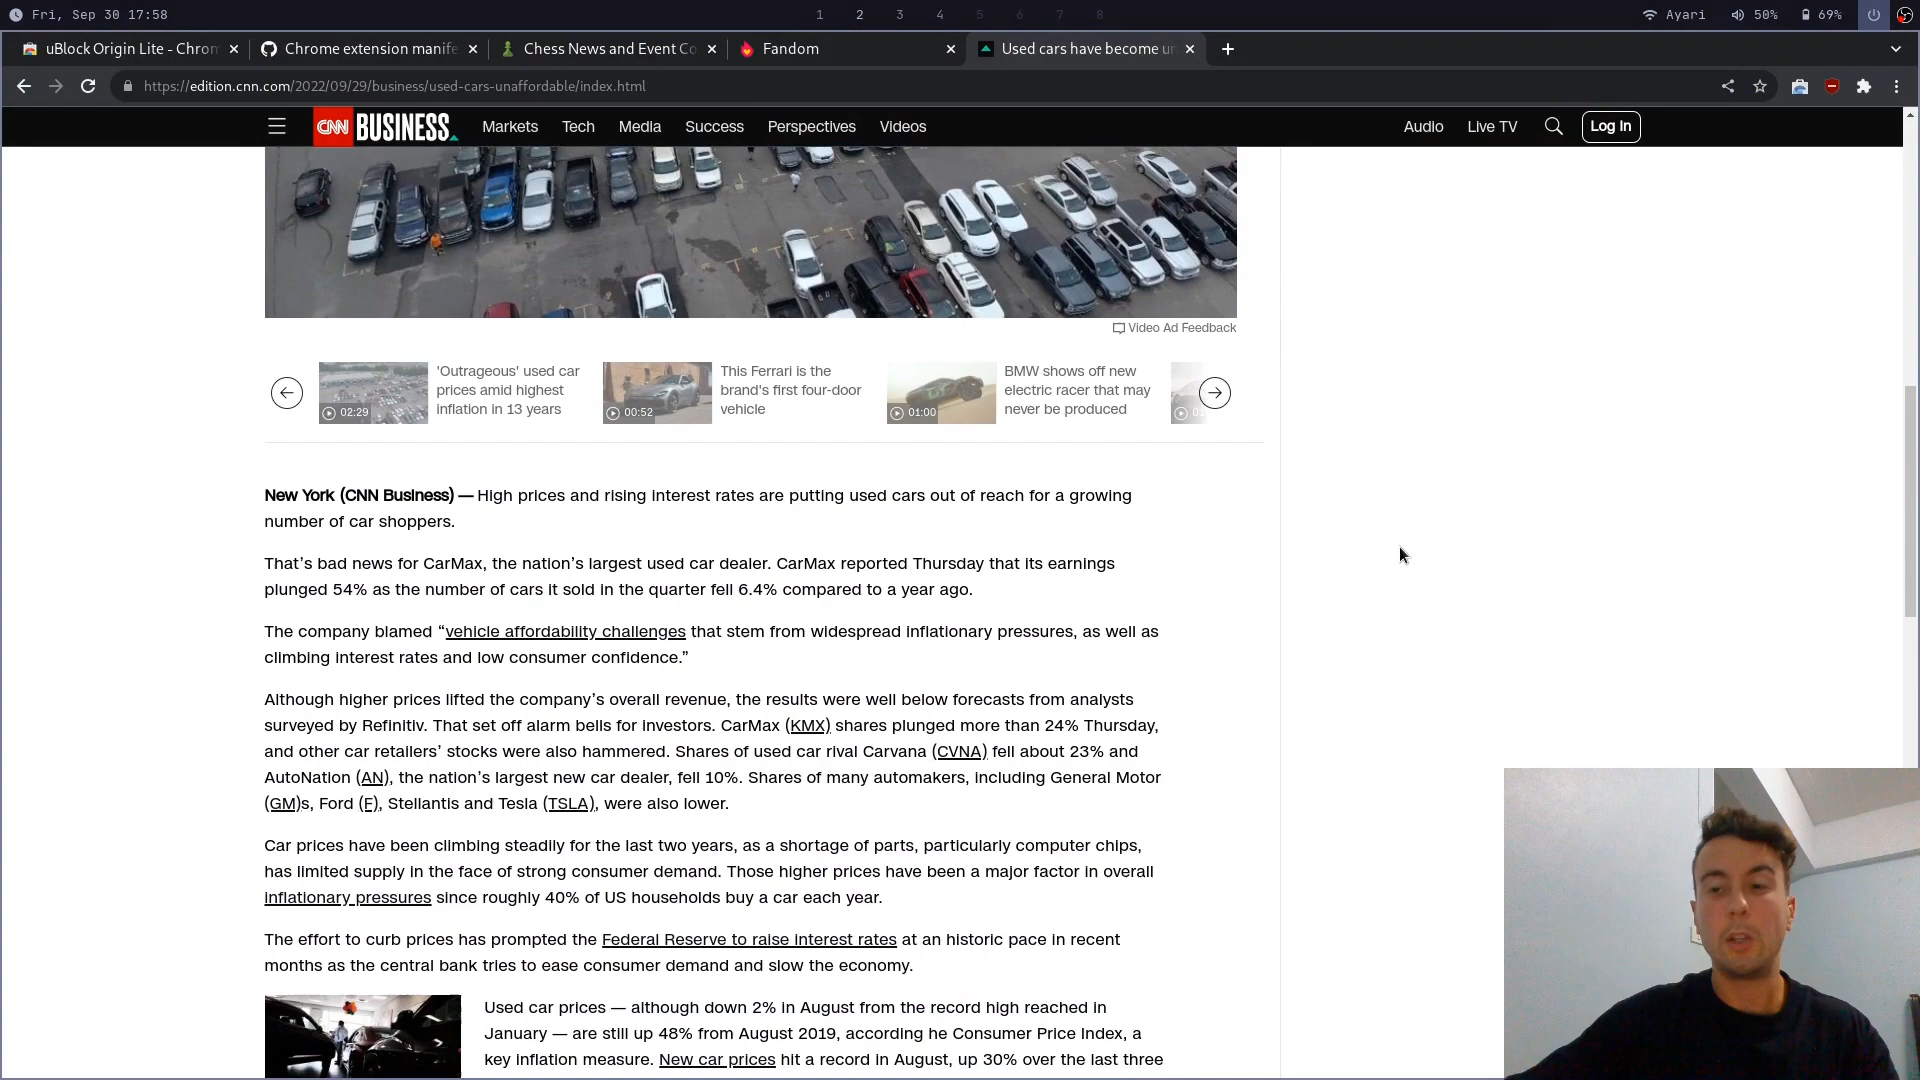 Fri, Sep 30 17:58
1 2 3 4 5 6 7 8
Ayari 50% 69%
uBlock Origin Lite - Chrom
Chrome extension manife
Chess News and Event Co
Fandom
Used cars have become un
https://edition.cnn.com/2022/09/29/business/used-cars-unaffordable/index.html
CNN BUSINESS Markets Tech Media Success Perspectives Videos Audio Live TV Log In
Video Ad Feedback
02:29
'Outrageous' used car
prices amid highest
inflation in 13 years
00:52
This Ferrari is the
brand's first four-door
vehicle
01:00
BMW shows off new
electric racer that may
never be produced
New York (CNN Business) — High prices and rising interest rates are putting used cars out of reach for a growing
number of car shoppers.
That’s bad news for CarMax, the nation’s largest used car dealer. CarMax reported Thursday that its earnings
plunged 54% as the number of cars it sold in the quarter fell 6.4% compared to a year ago.
The company blamed “vehicle affordability challenges that stem from widespread inflationary pressures, as well as
climbing interest rates and low consumer confidence.”
Although higher prices lifted the company’s overall revenue, the results were well below forecasts from analysts
surveyed by Refinitiv. That set off alarm bells for investors. CarMax (KMX) shares plunged more than 24% Thursday,
and other car retailers’ stocks were also hammered. Shares of used car rival Carvana (CVNA) fell about 23% and
AutoNation (AN), the nation’s largest new car dealer, fell 10%. Shares of many automakers, including General Motor
(GM)s, Ford (F), Stellantis and Tesla (TSLA), were also lower.
Car prices have been climbing steadily for the last two years, as a shortage of parts, particularly computer chips,
has limited supply in the face of strong consumer demand. Those higher prices have been a major factor in overall
inflationary pressures since roughly 40% of US households buy a car each year.
The effort to curb prices has prompted the Federal Reserve to raise interest rates at an historic pace in recent
months as the central bank tries to ease consumer demand and slow the economy.
Used car prices — although down 2% in August from the record high reached in
January — are still up 48% from August 2019, according he Consumer Price Index, a
key inflation measure. New car prices hit a record in August, up 30% over the last three